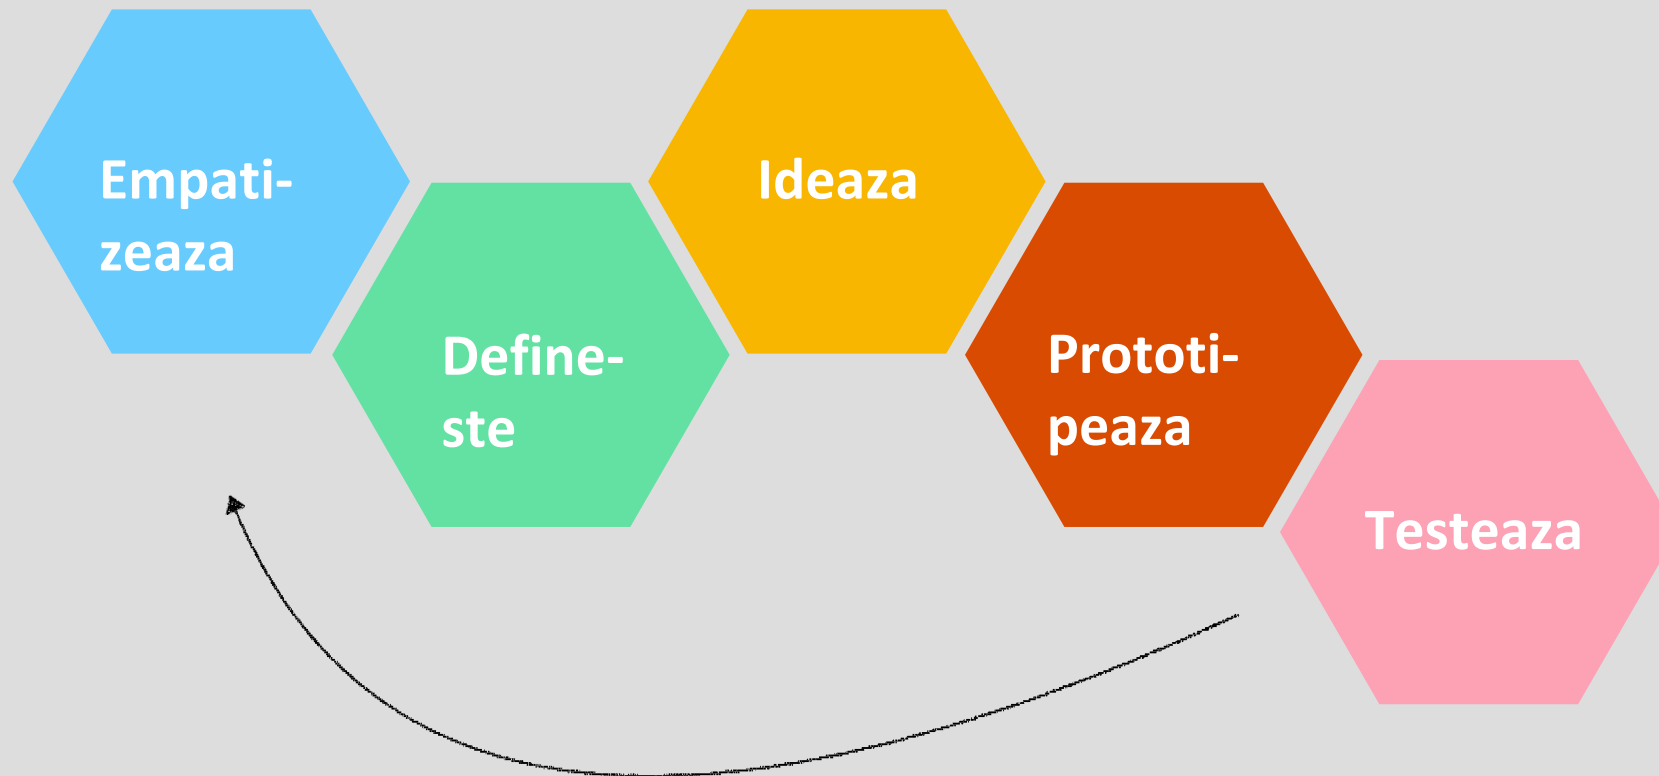 Empati-
zeaza
Define-
ste
Ideaza
Prototi-
peaza
Testeaza